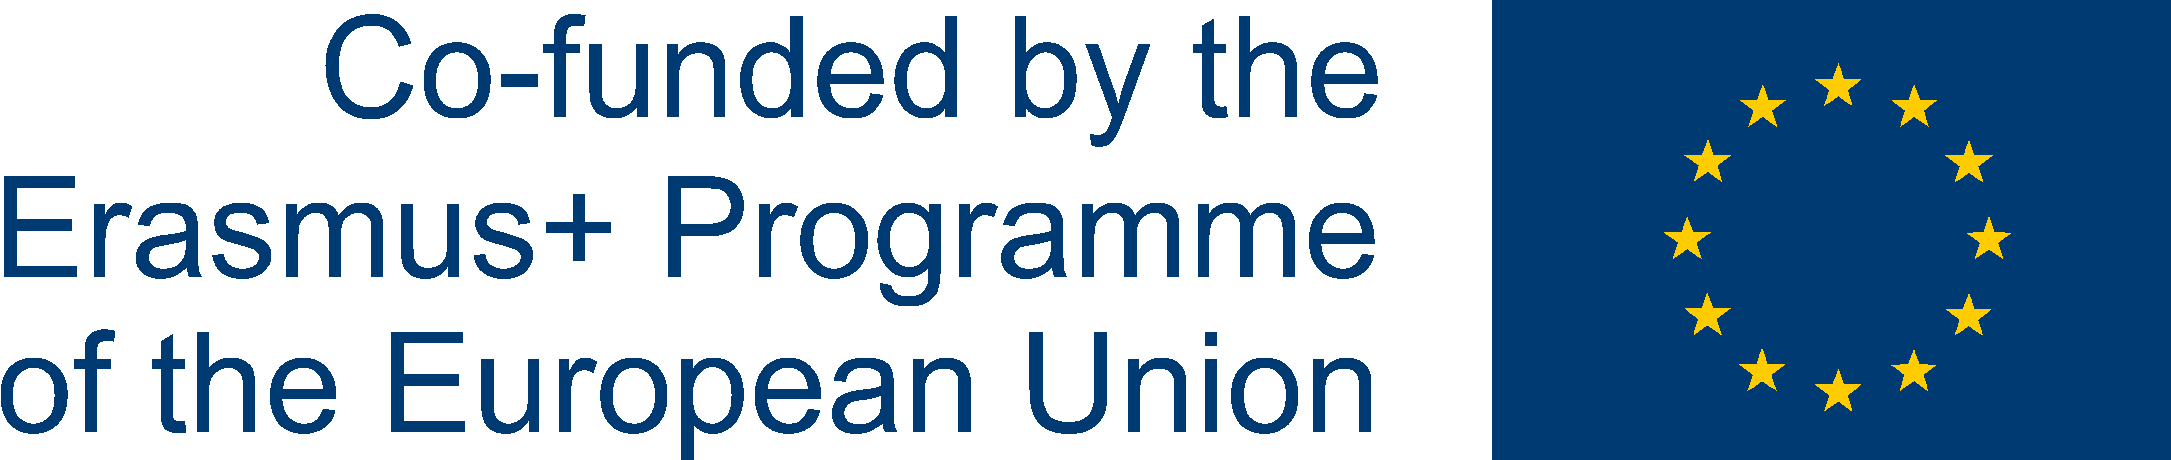 Co-funded by the
Erasmus+ Programme
of the European Union